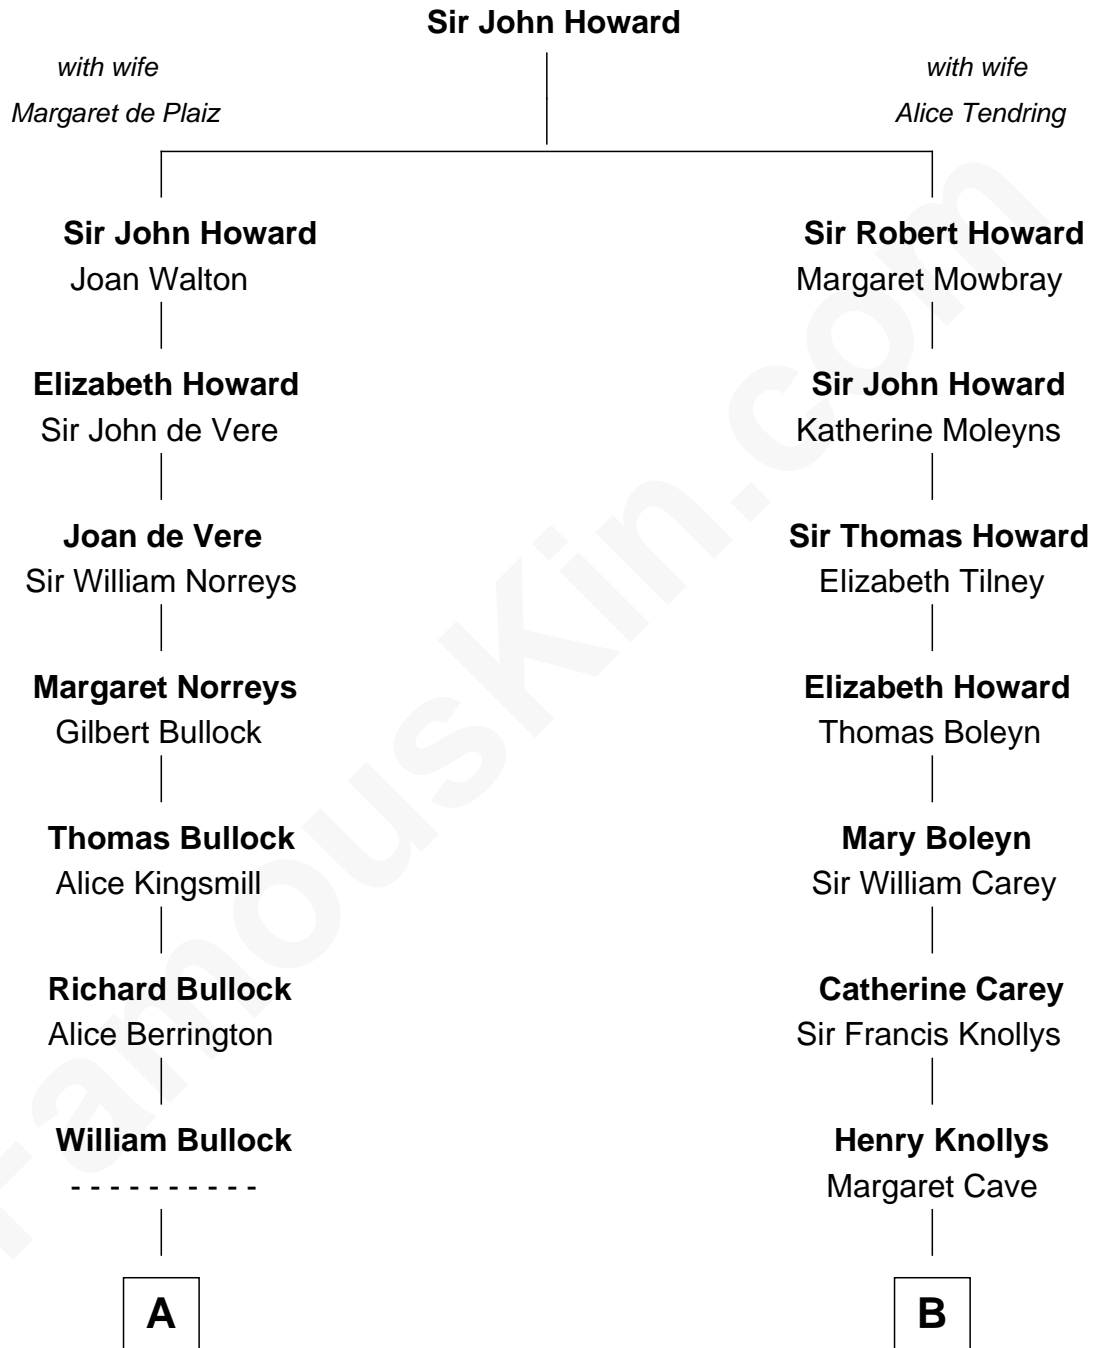 Sir John Howard
with wife
Margaret de Plaiz
with wife
Alice Tendring
Sir John Howard
Joan Walton
Sir Robert Howard
Margaret Mowbray
Elizabeth Howard
Sir John de Vere
Sir John Howard
Katherine Moleyns
Joan de Vere
Sir William Norreys
Sir Thomas Howard
Elizabeth Tilney
Margaret Norreys
Gilbert Bullock
Elizabeth Howard
Thomas Boleyn
Thomas Bullock
Alice Kingsmill
Mary Boleyn
Sir William Carey
Richard Bullock
Alice Berrington
Catherine Carey
Sir Francis Knollys
William Bullock
- - - - - - - - - -
Henry Knollys
Margaret Cave
A
B
FamousKin.com